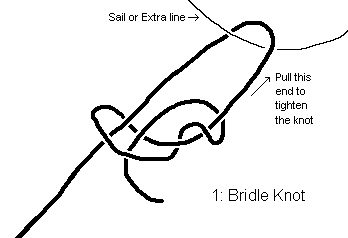 Sail or Extra line →
Pull this
end to
tighten
the knot
1: Bridle Knot